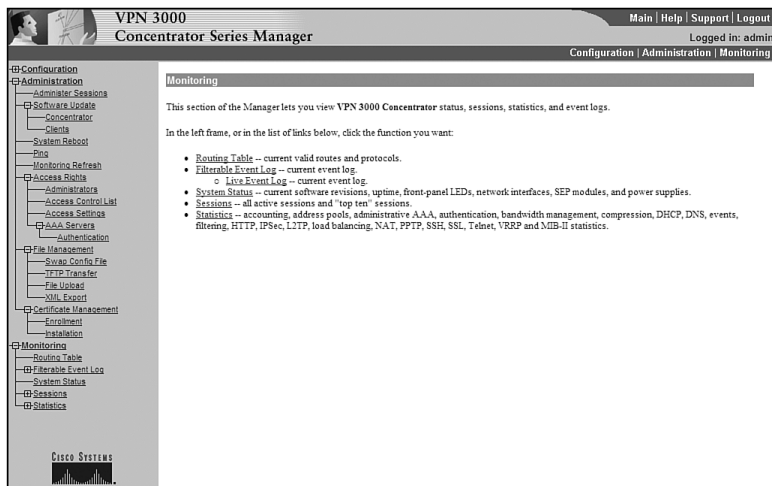 VPN 3000
Concentrator Series Manager
Main | Help | Support | Logout
Logged in: admin
Configuration | Administration | Monitoring
Configuration
Administration
Administer Sessions
Software Update
Concentrator
Clients
System Reboot
Ping
Monitoring Refresh
Access Rights
Administrators
Access Control List
Access Settings
AAA Servers
Authentication
File Management
Swap Config File
TFTP Transfer
File Upload
XML Export
Certificate Management
Enrollment
Installation
Monitoring
Routing Table
Filterable Event Log
System Status
Sessions
Statistics
CISCO SYSTEMS
Monitoring
This section of the Manager lets you view VPN 3000 Concentrator status, sessions, statistics, and event logs.
In the left frame, or in the list of links below, click the function you want:
Routing Table -- current valid routes and protocols.
Filterable Event Log -- current event log.
Live Event Log -- current event log.
System Status -- current software revisions, uptime, front-panel LEDs, network interfaces, SEP modules, and power supplies.
Sessions -- all active sessions and "top ten" sessions.
Statistics -- accounting, address pools, administrative AAA, authentication, bandwidth management, compression, DHCP, DNS, events,
filtering, HTTP, IPSec, L2TP, load balancing, NAT, PPTP, SSH, SSL, Telnet, VRRP and MIB-II statistics.